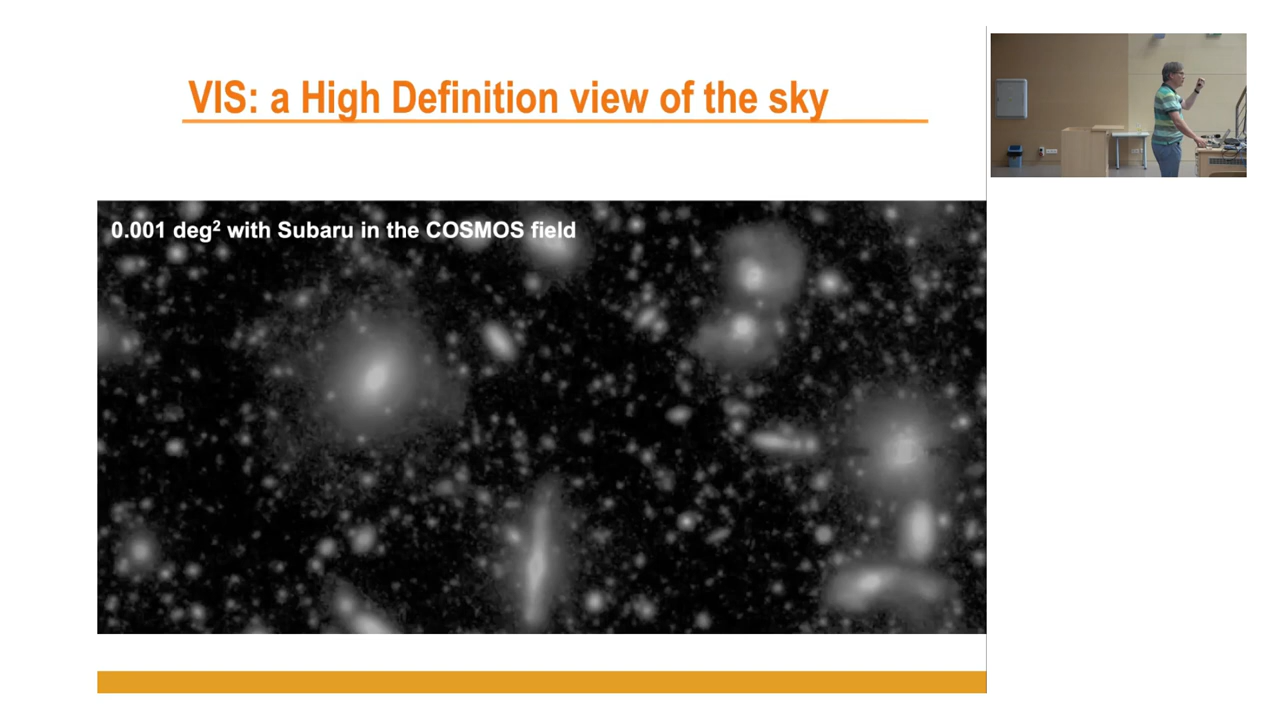 VIS: a High Definition view of the sky
0.001 deg² with Subaru in the COSMOS field